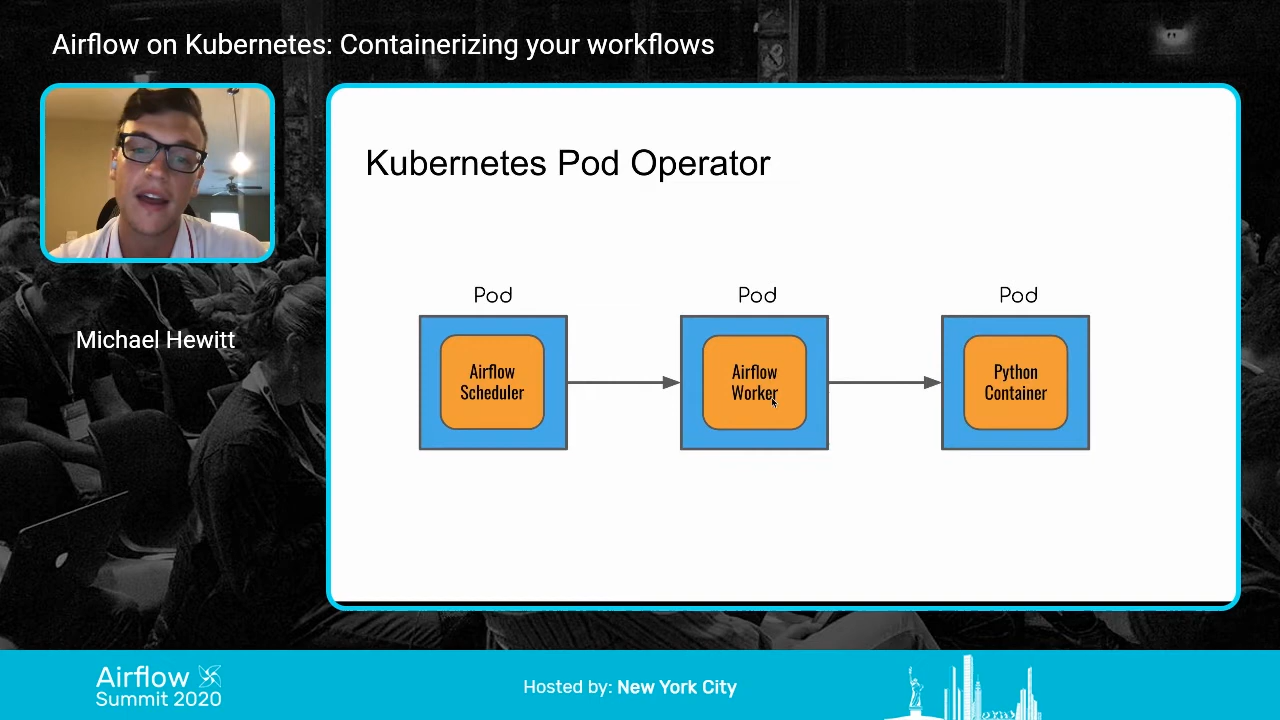 Airflow on Kubernetes: Containerizing your workflows
Michael Hewitt
Kubernetes Pod Operator
Pod
Airflow
Scheduler
Pod
Airflow
Worker
Pod
Python
Container
Airflow
Summit 2020
Hosted by: New York City